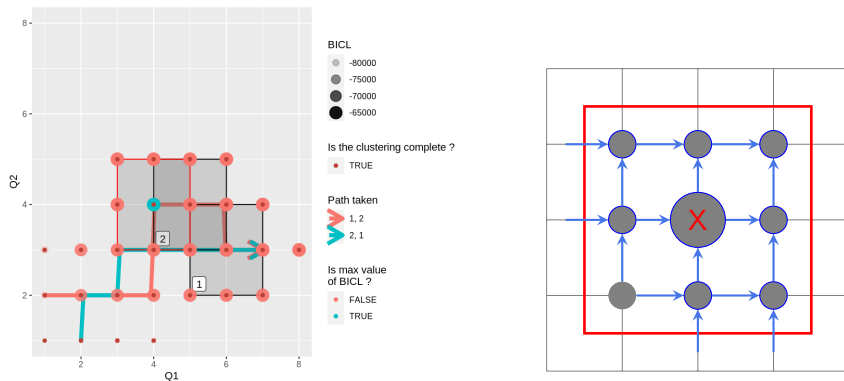 8
6
4
2
Q2
2
1
2
4
6
8
Q1
BICL
-80000
-75000
-70000
-65000
Is the clustering complete ?
TRUE
Path taken
1, 2
2, 1
Is max value
of BICL ?
FALSE
TRUE
X